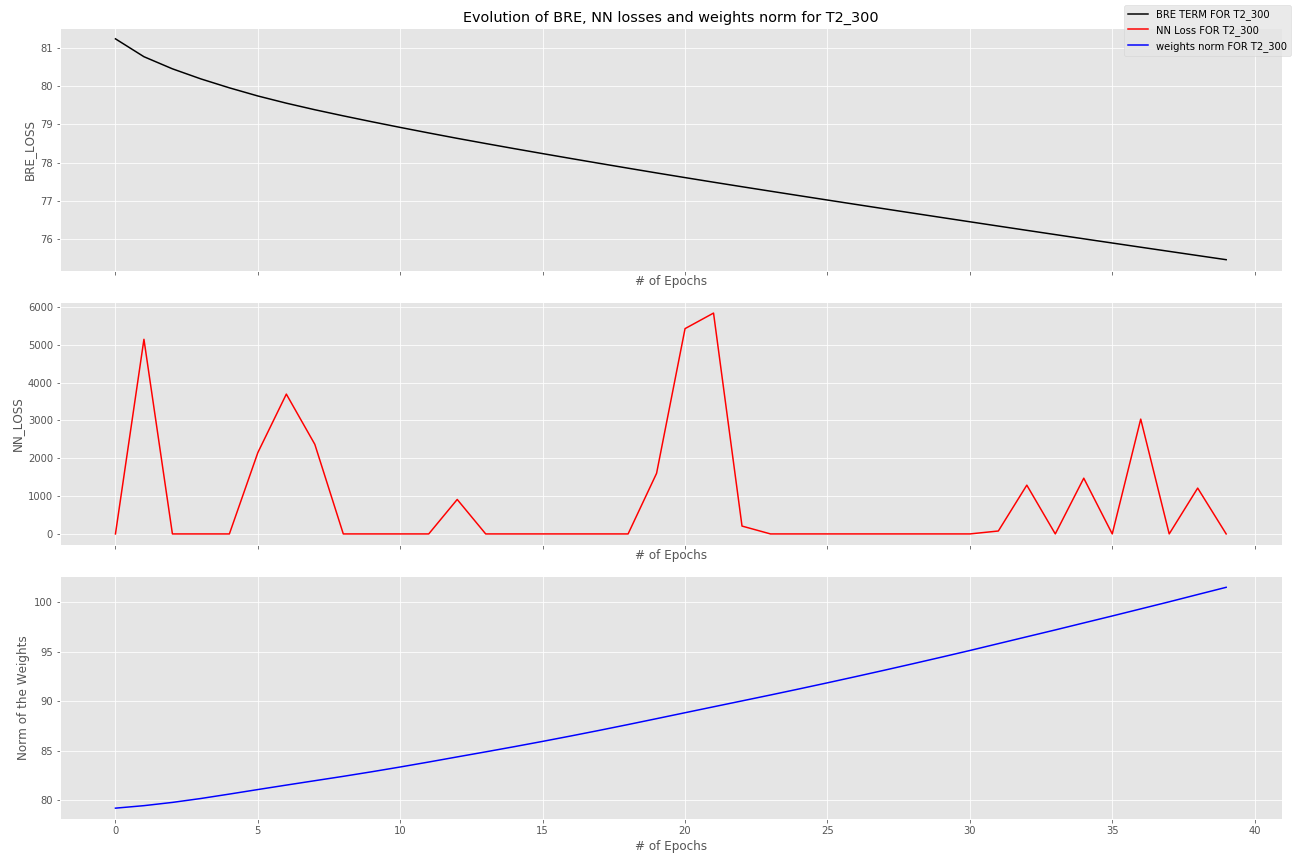 Evolution of BRE, NN losses and weights norm for T2_300
BRE TERM FOR T2_300
NN Loss FOR T2_300
weights norm FOR T2_300
81
80
79
78
77
76
BRE_LOSS
# of Epochs
6000
5000
4000
3000
2000
1000
0
NN_LOSS
# of Epochs
100
95
90
85
80
Norm of the Weights
0 5 10 15 20 25 30 35 40
# of Epochs